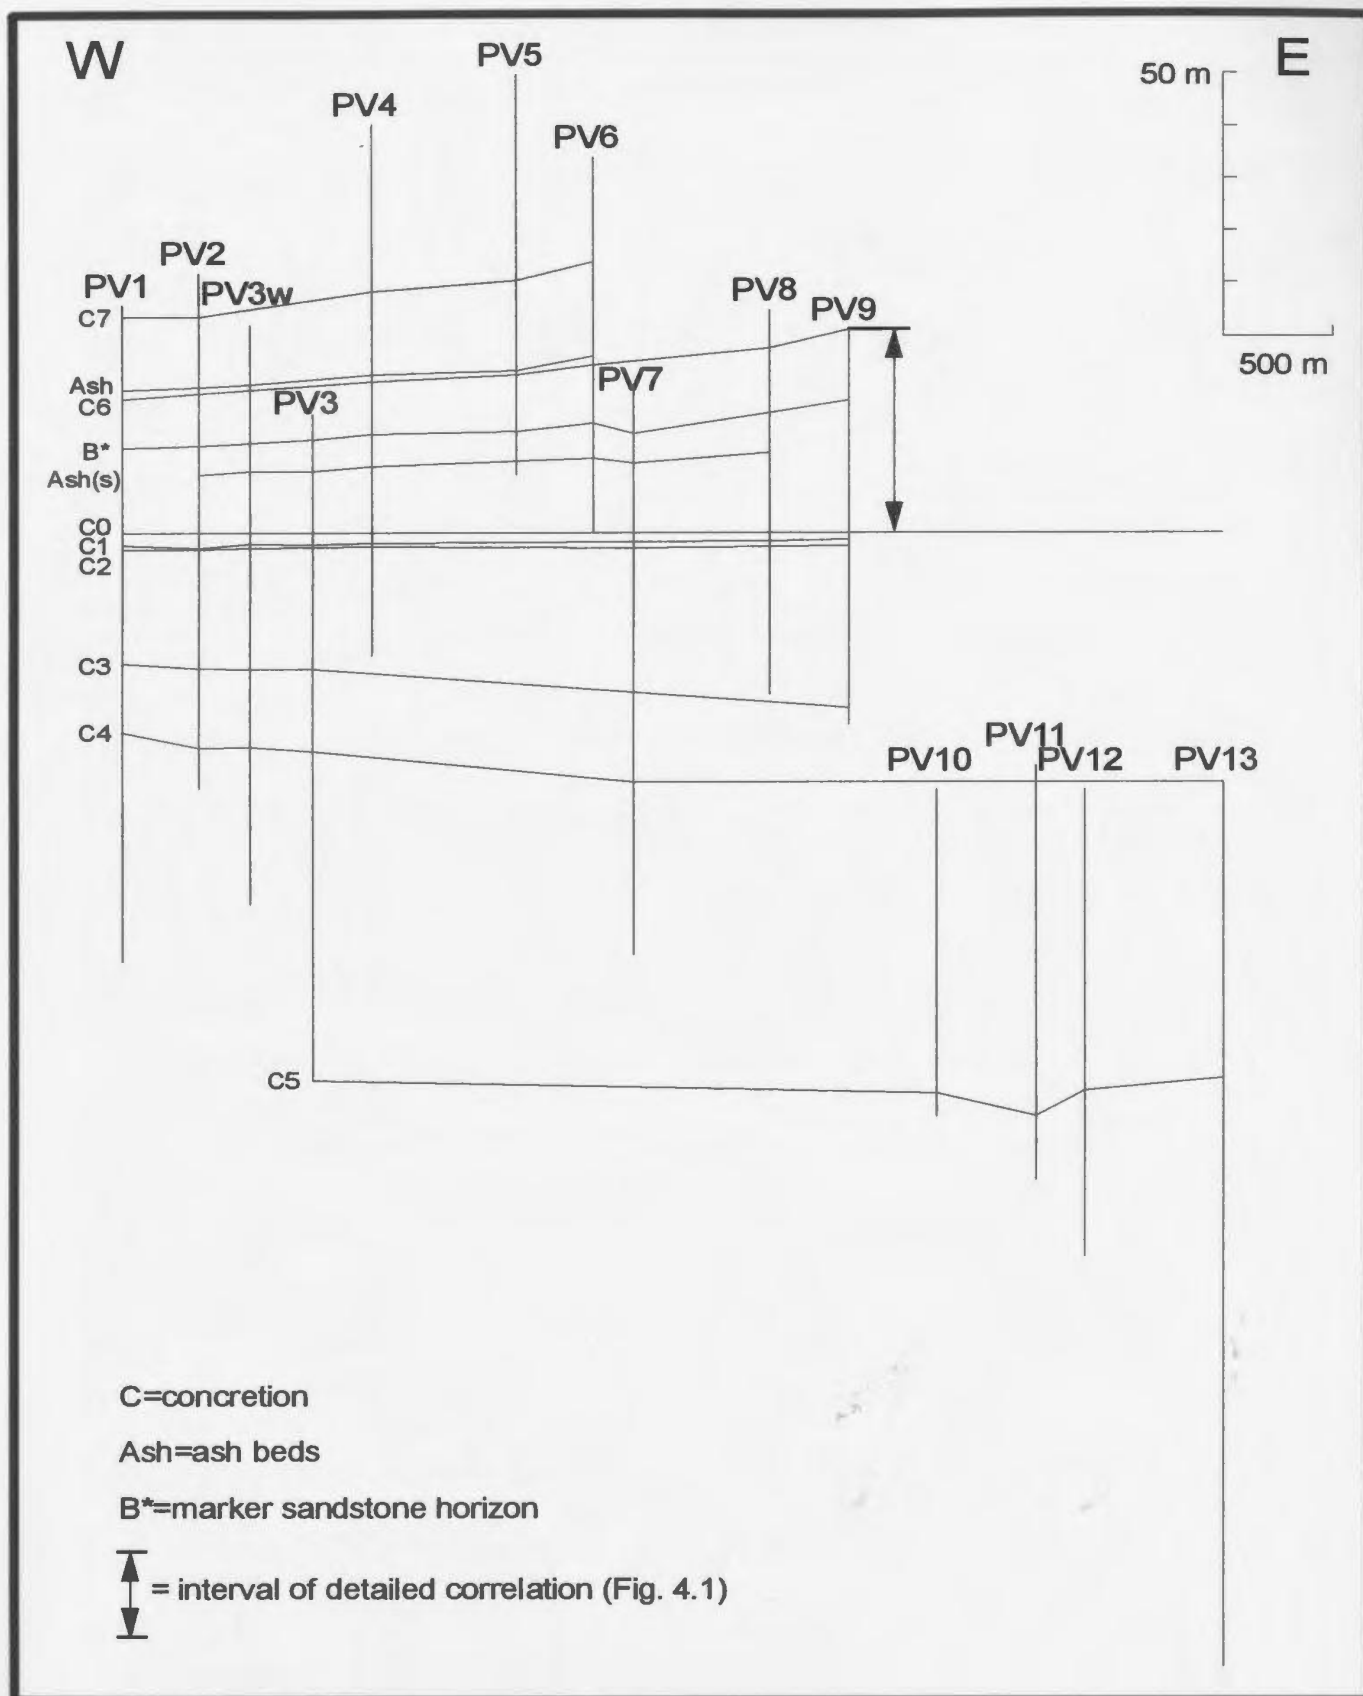 W
E
PV5
50 m
PV4
PV6
PV2
PV1
PV3w
PV8
PV9
C7
500 m
Ash
C6
PV3
PV7
B*
Ash(s)
C0
C1
C2
C3
C4
PV11
PV10
PV12
PV13
C5
C=concretion
Ash=ash beds
B*=marker sandstone horizon
= interval of detailed correlation (Fig. 4.1)